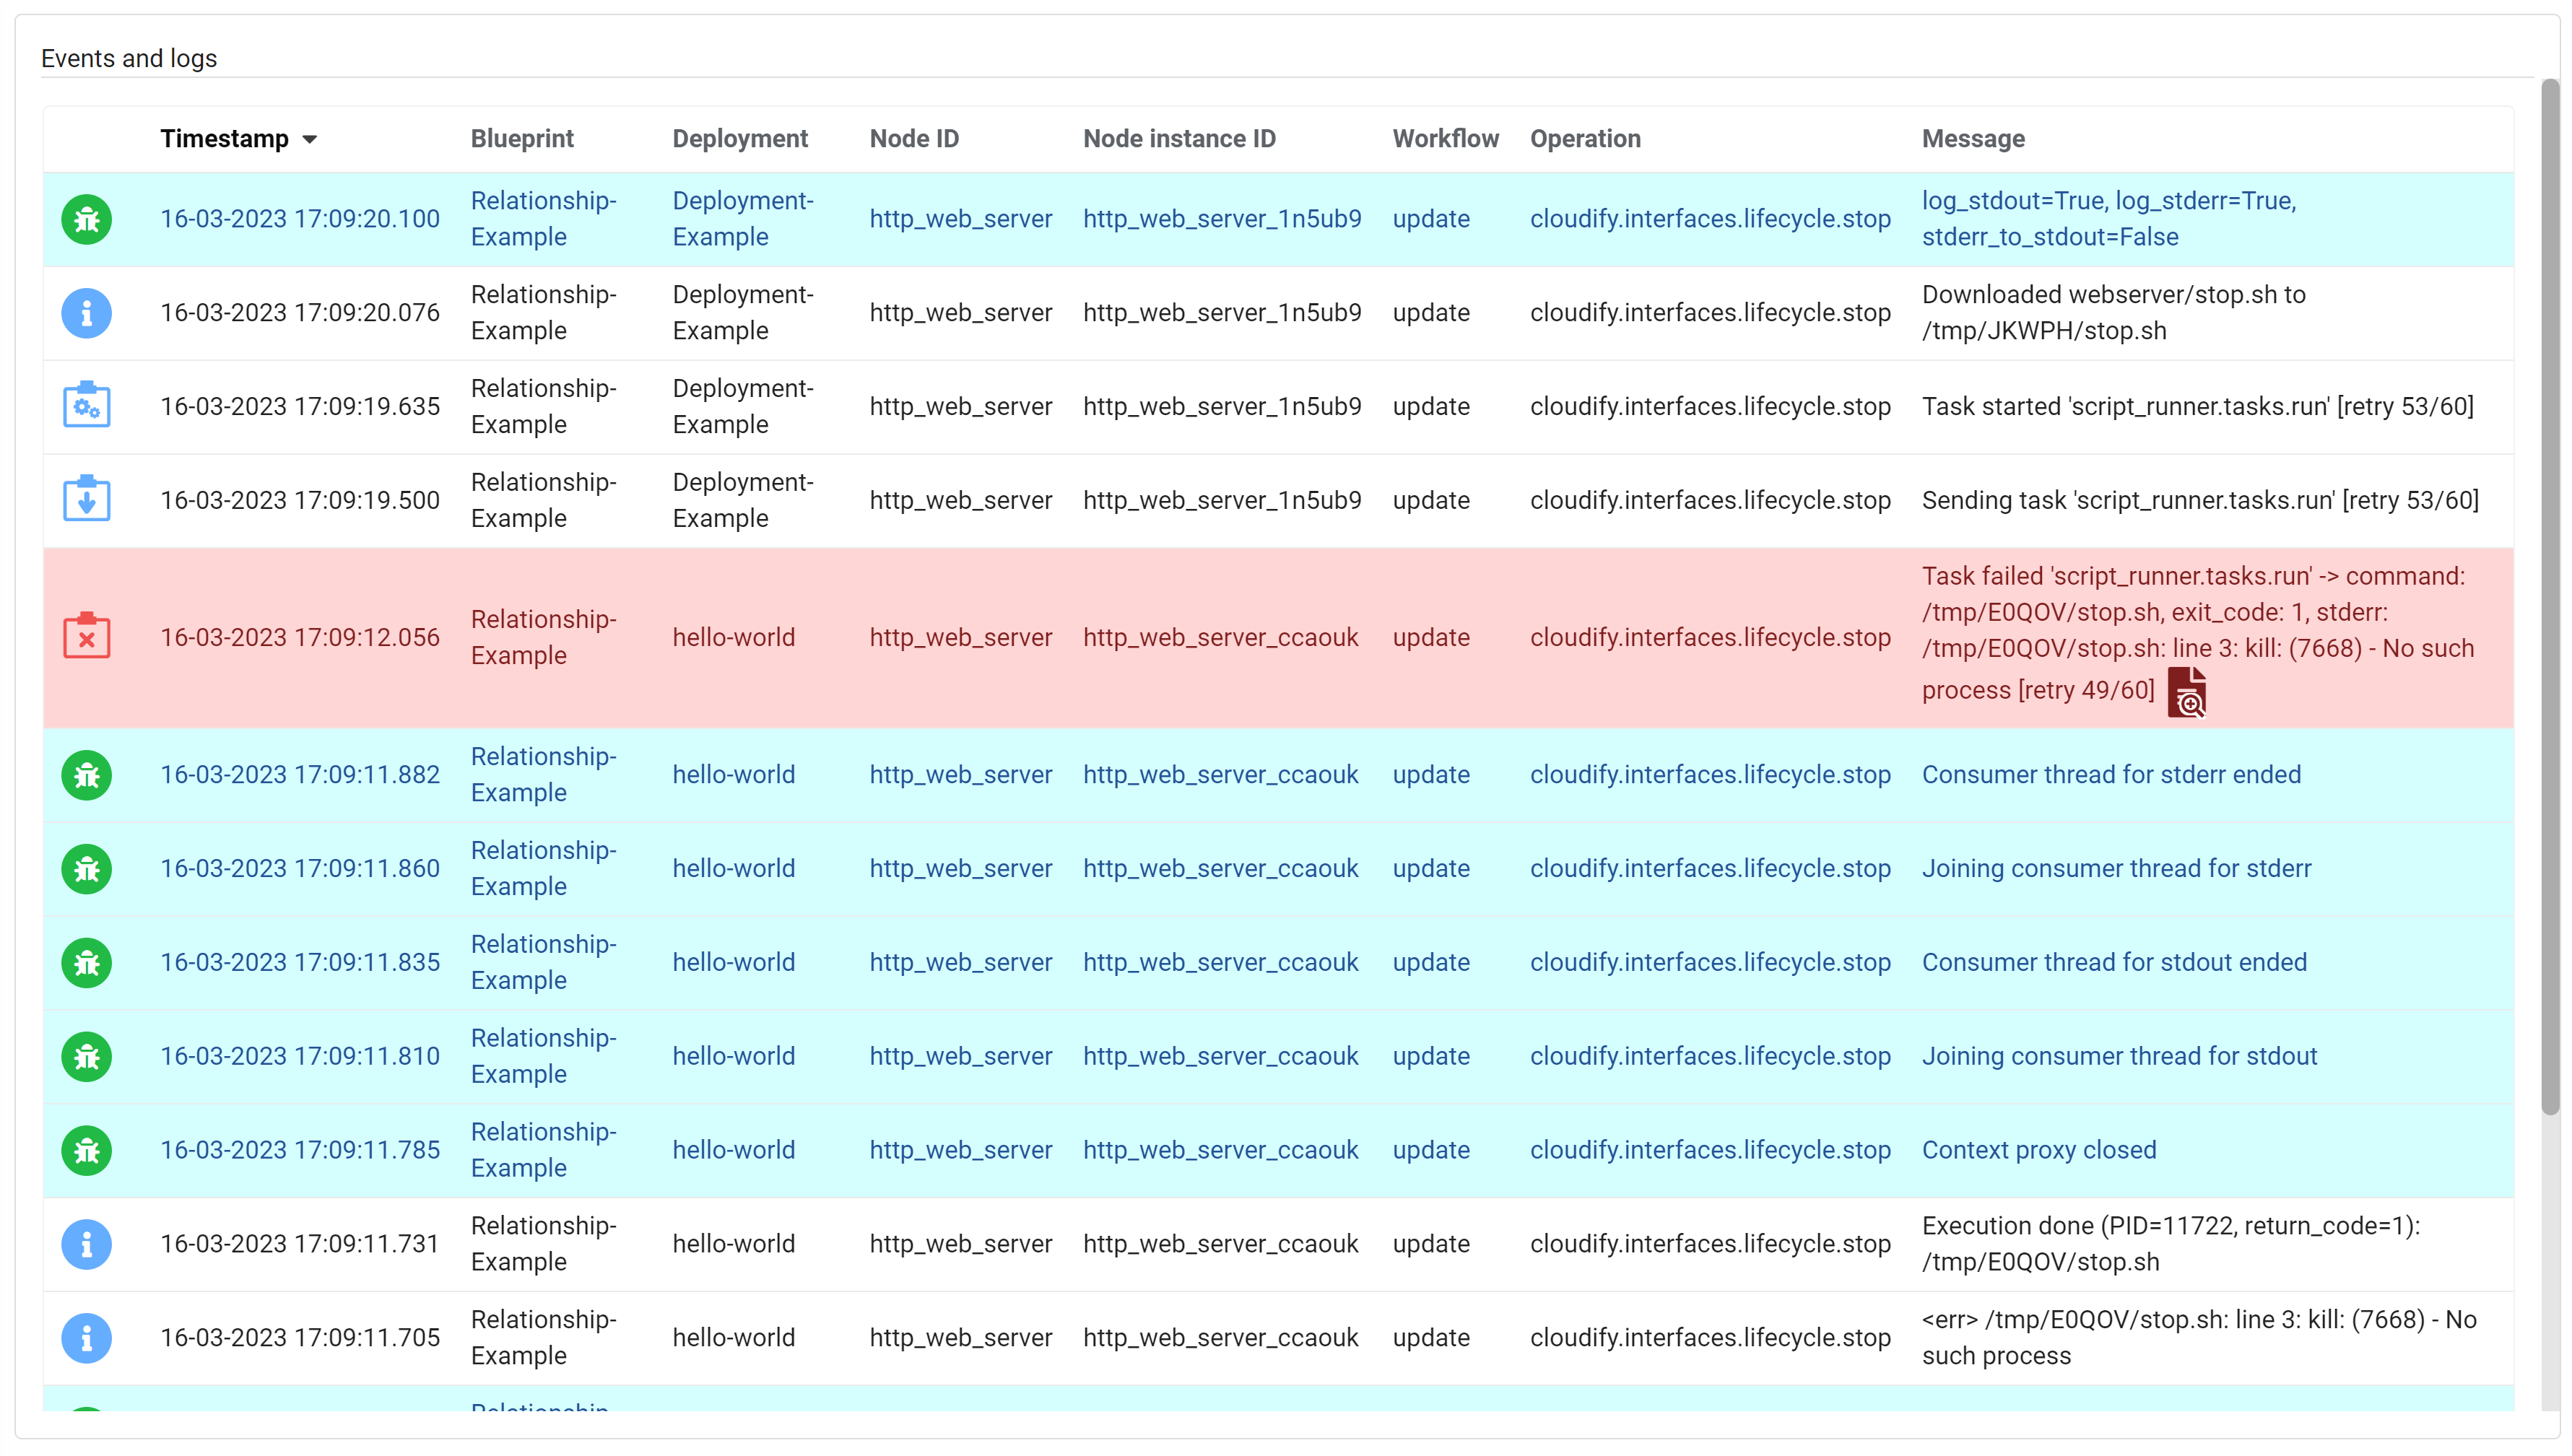 Events and logs
Timestamp Blueprint Deployment Node ID Node instance ID Workflow Operation Message
16-03-2023 17:09:20.100 Relationship-Example Deployment-Example http_web_server http_web_server_1n5ub9 update cloudify.interfaces.lifecycle.stop log_stdout=True, log_stderr=True, stderr_to_stdout=False
16-03-2023 17:09:20.076 Relationship-Example Deployment-Example http_web_server http_web_server_1n5ub9 update cloudify.interfaces.lifecycle.stop Downloaded webserver/stop.sh to /tmp/JKWPH/stop.sh
16-03-2023 17:09:19.635 Relationship-Example Deployment-Example http_web_server http_web_server_1n5ub9 update cloudify.interfaces.lifecycle.stop Task started 'script_runner.tasks.run' [retry 53/60]
16-03-2023 17:09:19.500 Relationship-Example Deployment-Example http_web_server http_web_server_1n5ub9 update cloudify.interfaces.lifecycle.stop Sending task 'script_runner.tasks.run' [retry 53/60]
16-03-2023 17:09:12.056 Relationship-Example hello-world http_web_server http_web_server_ccaouk update cloudify.interfaces.lifecycle.stop Task failed 'script_runner.tasks.run' -> command: /tmp/E0QOV/stop.sh, exit_code: 1, stderr: /tmp/E0QOV/stop.sh: line 3: kill: (7668) - No such process [retry 49/60]
16-03-2023 17:09:11.882 Relationship-Example hello-world http_web_server http_web_server_ccaouk update cloudify.interfaces.lifecycle.stop Consumer thread for stderr ended
16-03-2023 17:09:11.860 Relationship-Example hello-world http_web_server http_web_server_ccaouk update cloudify.interfaces.lifecycle.stop Joining consumer thread for stderr
16-03-2023 17:09:11.835 Relationship-Example hello-world http_web_server http_web_server_ccaouk update cloudify.interfaces.lifecycle.stop Consumer thread for stdout ended
16-03-2023 17:09:11.810 Relationship-Example hello-world http_web_server http_web_server_ccaouk update cloudify.interfaces.lifecycle.stop Joining consumer thread for stdout
16-03-2023 17:09:11.785 Relationship-Example hello-world http_web_server http_web_server_ccaouk update cloudify.interfaces.lifecycle.stop Context proxy closed
16-03-2023 17:09:11.731 Relationship-Example hello-world http_web_server http_web_server_ccaouk update cloudify.interfaces.lifecycle.stop Execution done (PID=11722, return_code=1): /tmp/E0QOV/stop.sh
16-03-2023 17:09:11.705 Relationship-Example hello-world http_web_server http_web_server_ccaouk update cloudify.interfaces.lifecycle.stop <err> /tmp/E0QOV/stop.sh: line 3: kill: (7668) - No such process